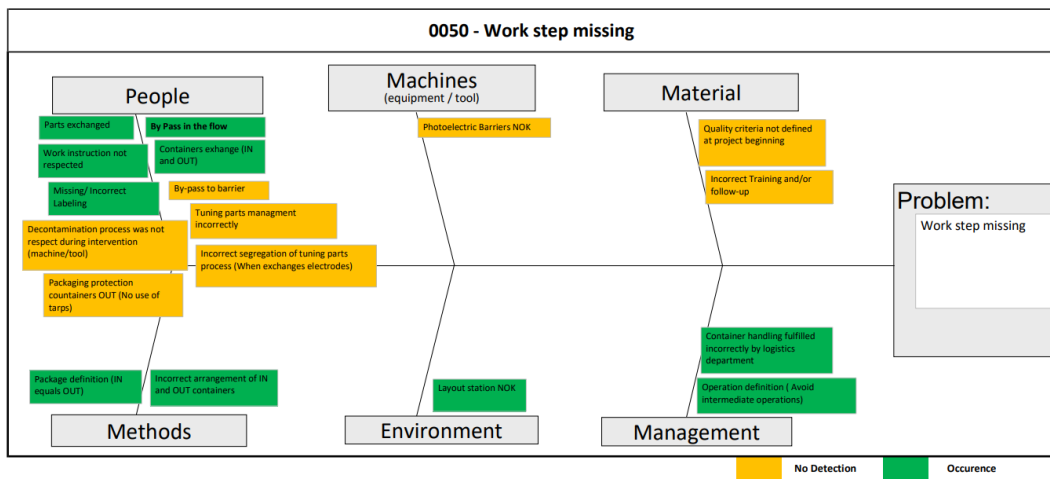 0050 - Work step missing
People
Machines
(equipment / tool)
Material
Parts exchanged
By Pass in the flow
Work instruction not
respected
Containers exhange (IN
and OUT)
Missing/ Incorrect
Labeling
By-pass to barrier
Tuning parts managment
incorrectly
Decontamination process was not
respect during intervention
(machine/tool)
Incorrect segregation of tuning parts
process (When exchanges electrodes)
Packaging protection
countainers OUT (No use of
tarps)
Photoelectric Barriers NOK
Quality criteria not defined
at project beginning
Incorrect Training and/or
follow-up
Problem:
Work step missing
Package definition (IN
equals OUT)
Incorrect arrangement of IN
and OUT containers
Layout station NOK
Container handling fulfilled
incorrectly by logistics
department
Operation definition ( Avoid
intermediate operations)
Methods
Environment
Management
No Detection
Occurence